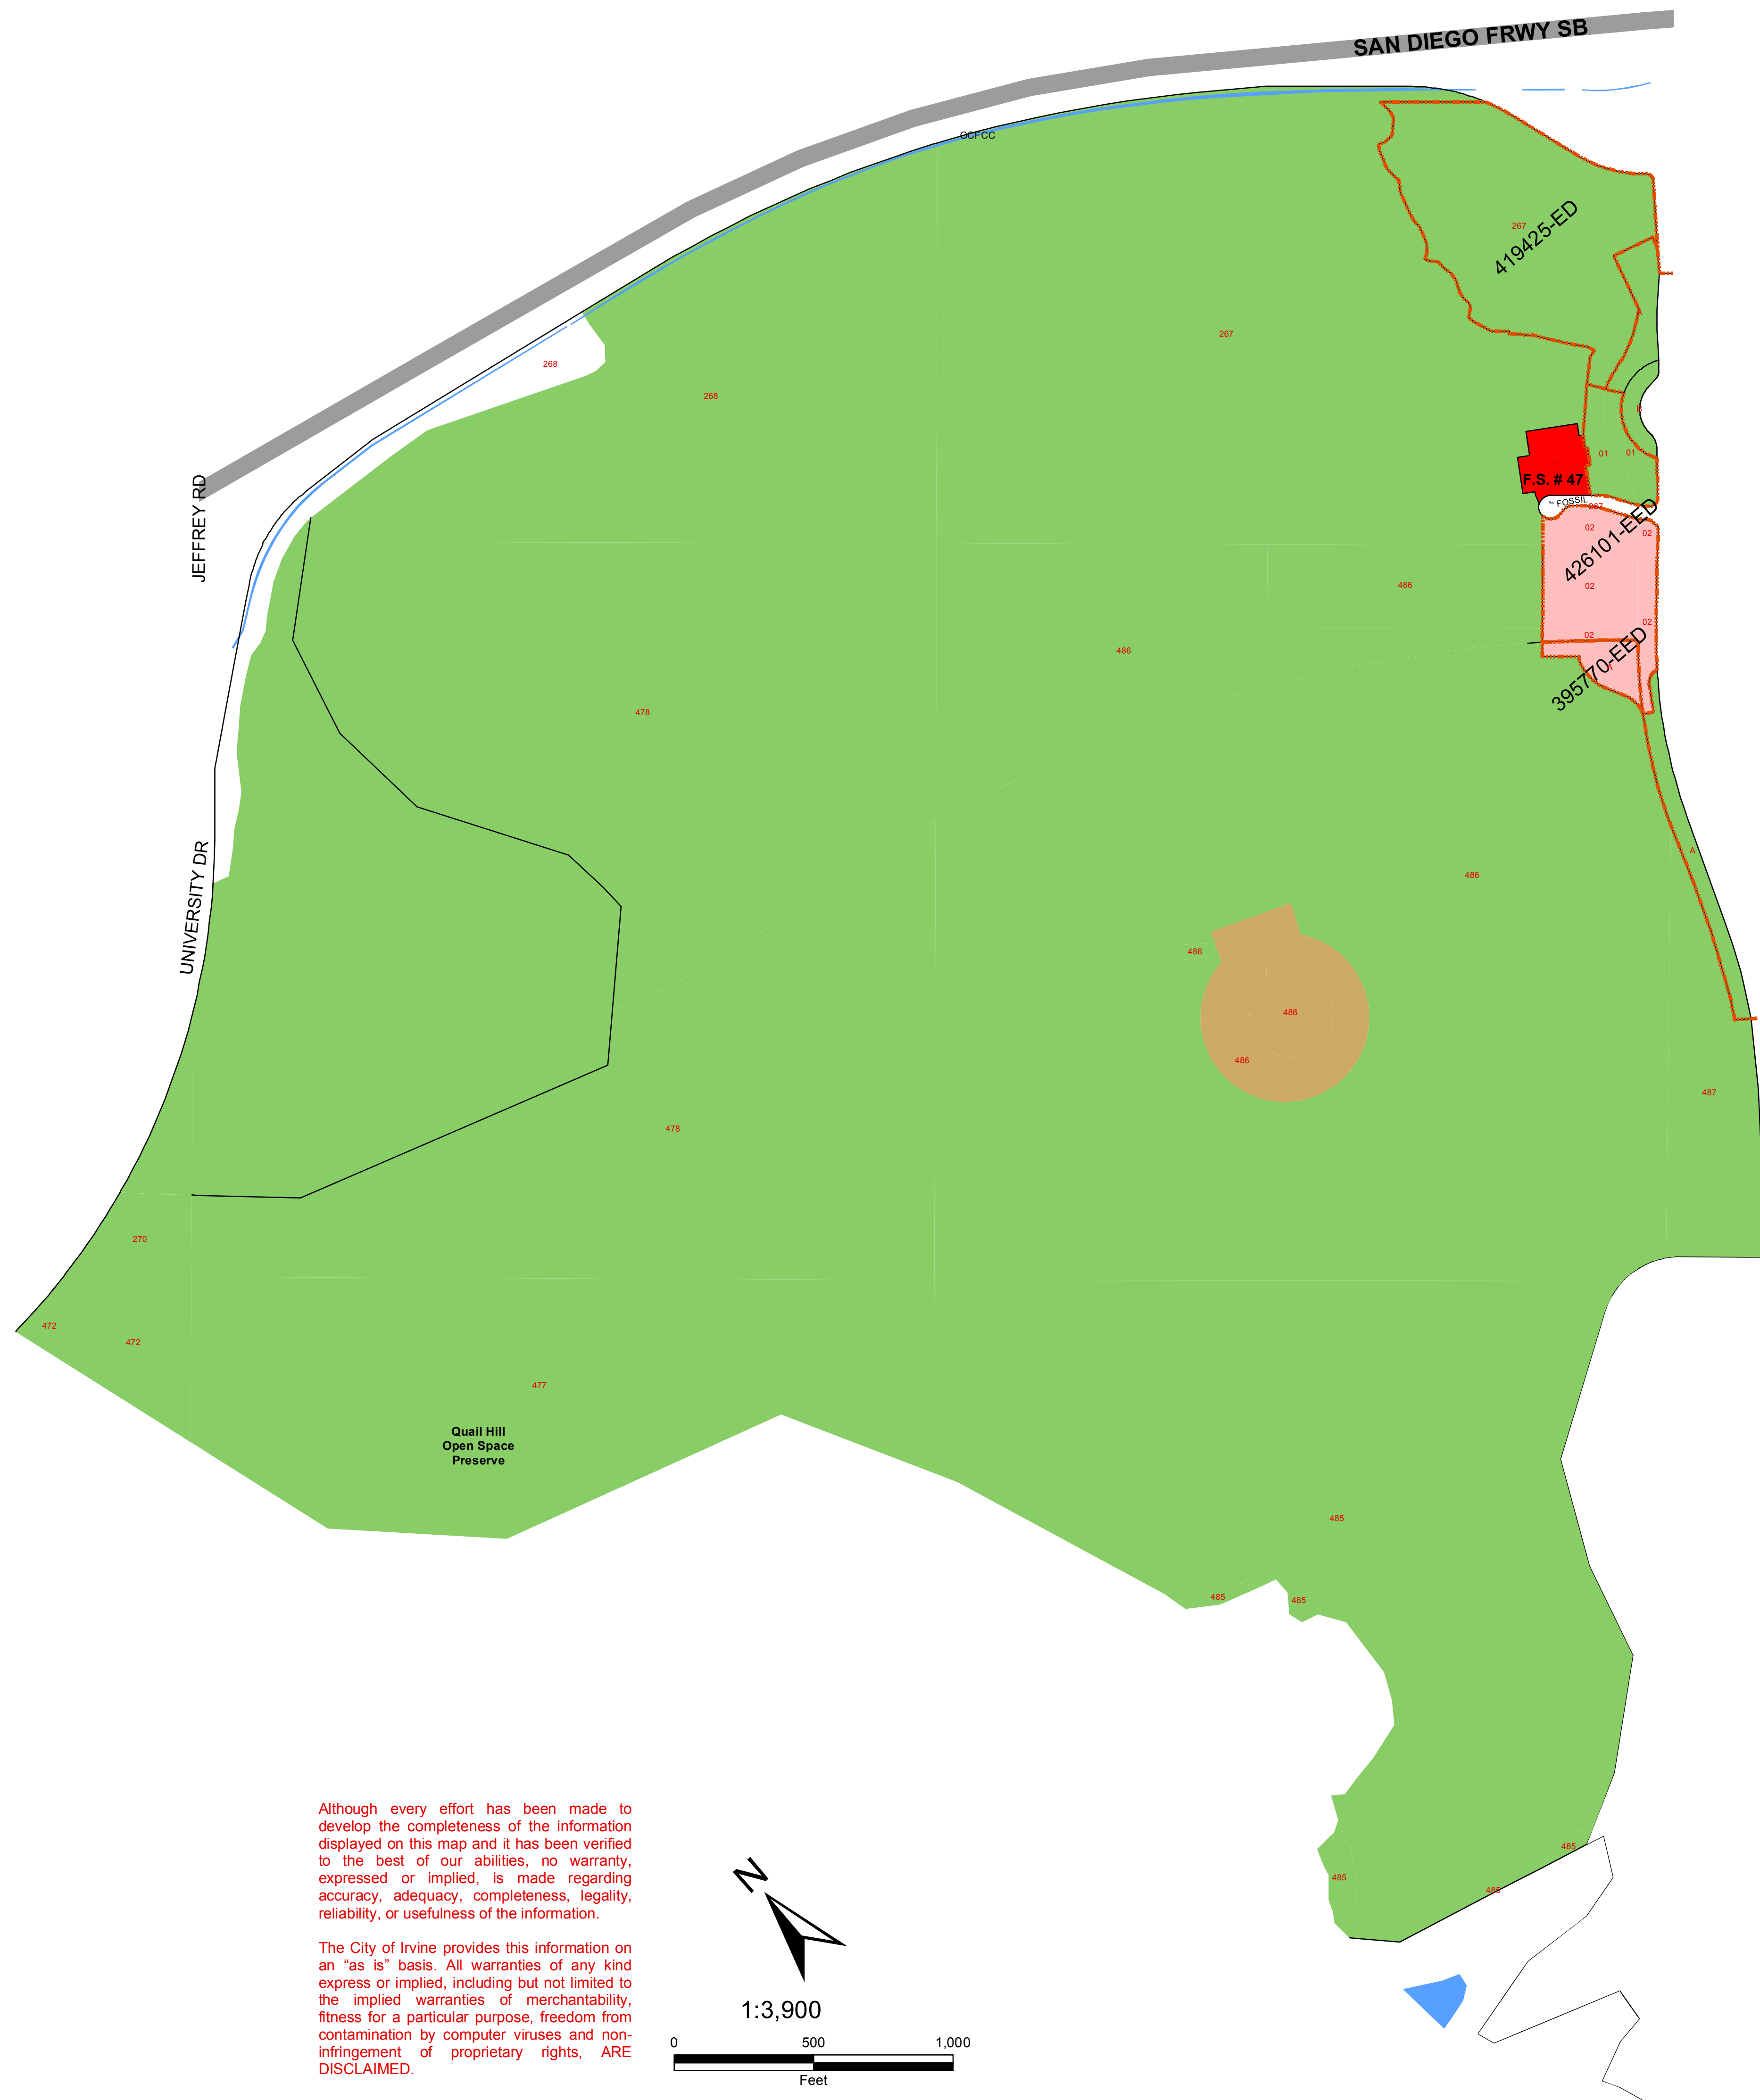 SAN DIEGO FRWY SB
OCFCC
267
419425-ED
A
267
268
268
B
01
01
JEFFREY RD
F.S. # 47
FOSSIL
267
02
02
426101-EED
486
02
02
02
486
395770-EED
478
UNIVERSITY DR
A
486
486
486
486
487
478
270
472
472
477
Quail Hill
Open Space
Preserve
485
485
485
485
485
485
Although every effort has been made to
develop the completeness of the information
displayed on this map and it has been verified
to the best of our abilities, no warranty,
expressed or implied, is made regarding
accuracy, adequacy, completeness, legality,
reliability, or usefulness of the information.
The City of Irvine provides this information on
an “as is” basis. All warranties of any kind
express or implied, including but not limited to
the implied warranties of merchantability,
fitness for a particular purpose, freedom from
contamination by computer viruses and non-
infringement of proprietary rights, ARE
DISCLAIMED.
N
1:3,900
0 500 1,000
Feet